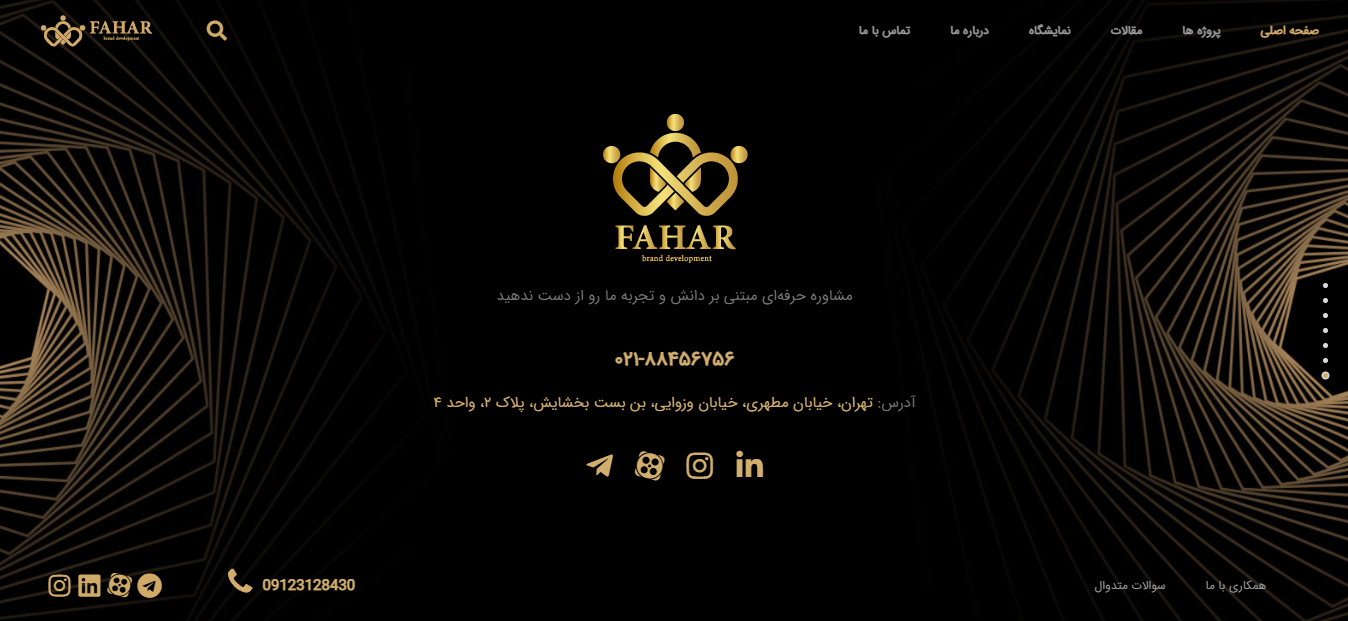 صفحه اصلی
پروژه ها
مقالات
نمایشگاه
درباره ما
تماس با ما
FAHAR
brand development
FAHAR
brand development
مشاوره حرفه‌ای مبتنی بر دانش و تجربه ما رو از دست ندهید
۰۲۱-۸۸۴۵۶۷۵۶
آدرس: تهران، خیابان مطهری، خیابان وزوایی، بن بست بخشایش، پلاک ۲، واحد ۴
همکاری با ما
سوالات متدوال
09123128430